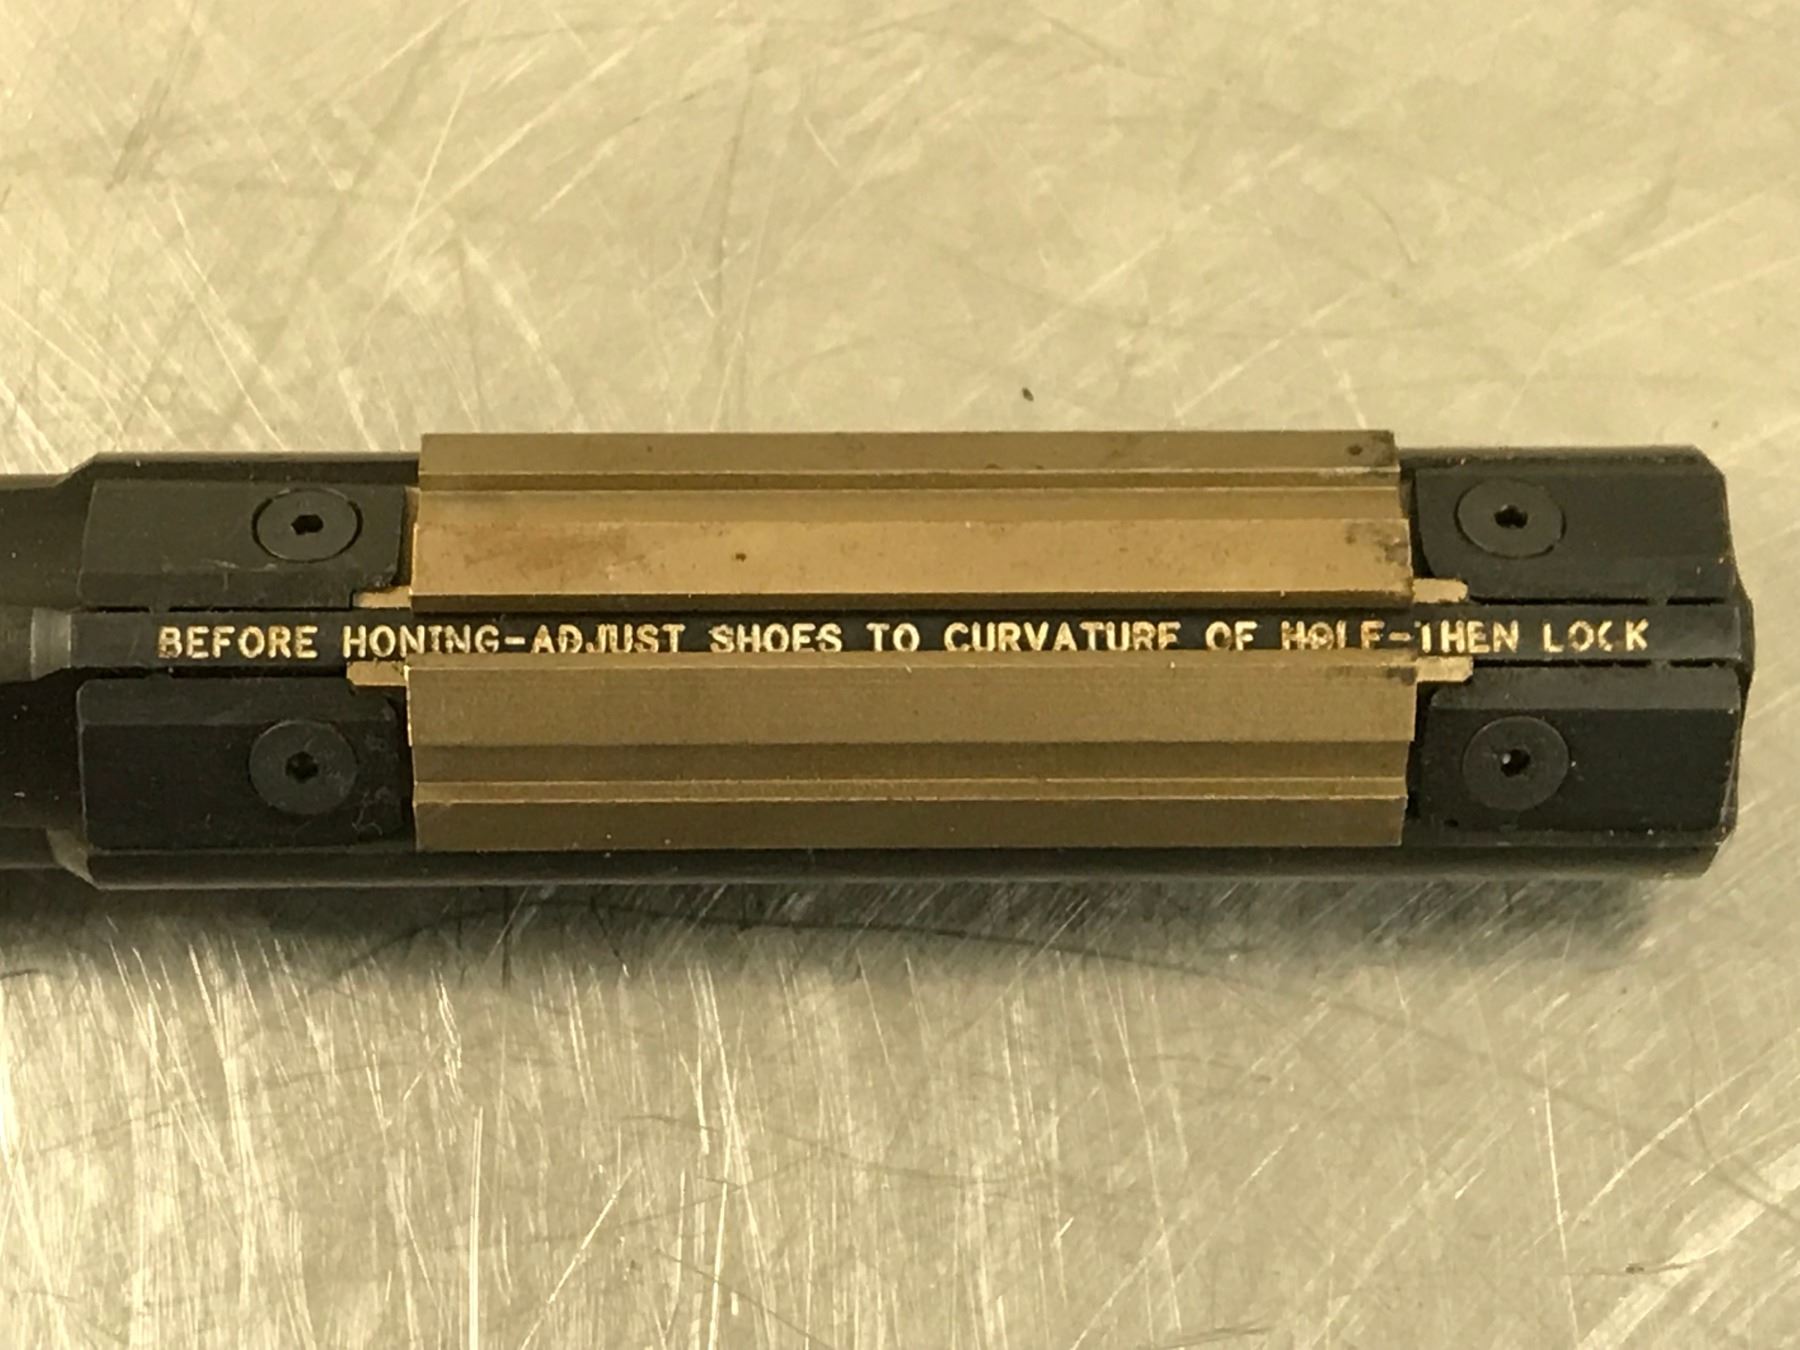 BEFORE HONING-ADJUST SHOES TO CURVATURE OF HOLE-THEN LOCK